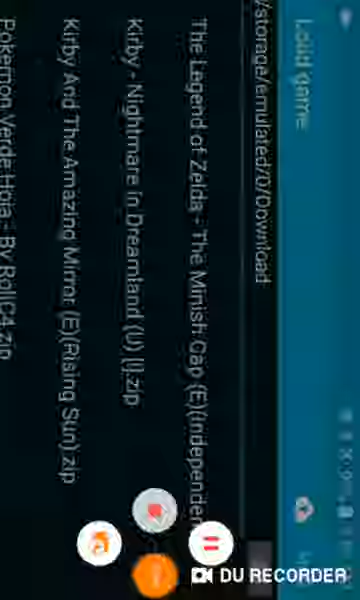 Load game
/storage/emulated/0/Download
The Legend of Zelda - The Minish Cap (E)(Independen
Kirby - Nightmare in Dreamland (U) [!].zip
Kirby And The Amazing Mirror (E)(Rising Sun).zip
Pokemon Verde Hoja - By RollC4.zip
DU RECORDER